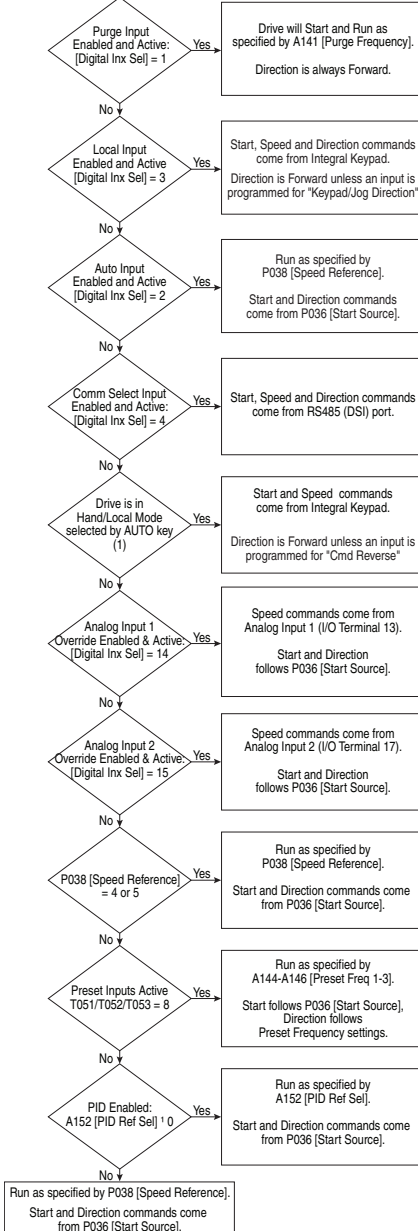 Purge Input
Enabled and Active:
[Digital Inx Sel] = 1
Yes
Drive will Start and Run as
specified by A141 [Purge Frequency].
Direction is always Forward.
No
Local Input
Enabled and Active
[Digital Inx Sel] = 3
Yes
Start, Speed and Direction commands
come from Integral Keypad.
Direction is Forward unless an input is
programmed for "Keypad/Jog Direction"
No
Auto Input
Enabled and Active
[Digital Inx Sel] = 2
Yes
Run as specified by
P038 [Speed Reference].
Start and Direction commands
come from P036 [Start Source].
No
Comm Select Input
Enabled and Active:
[Digital Inx Sel] = 4
Yes
Start, Speed and Direction commands
come from RS485 (DSI) port.
No
Drive is in
Hand/Local Mode
selected by AUTO key
(1)
Yes
Start and Speed commands
come from Integral Keypad.
Direction is Forward unless an input is
programmed for "Cmd Reverse"
No
Analog Input 1
Override Enabled & Active:
[Digital Inx Sel] = 14
Yes
Speed commands come from
Analog Input 1 (I/O Terminal 13).
Start and Direction
follows P036 [Start Source].
No
Analog Input 2
Override Enabled & Active:
[Digital Inx Sel] = 15
Yes
Speed commands come from
Analog Input 2 (I/O Terminal 17).
Start and Direction
follows P036 [Start Source].
No
P038 [Speed Reference]
= 4 or 5
Yes
Run as specified by
P038 [Speed Reference].
Start and Direction commands come
from P036 [Start Source].
No
Preset Inputs Active
T051/T052/T053 = 8
Yes
Run as specified by
A144-A146 [Preset Freq 1-3].
Start follows P036 [Start Source],
Direction follows
Preset Frequency settings.
No
PID Enabled:
A152 [PID Ref Sel] ¹ 0
Yes
Run as specified by
A152 [PID Ref Sel].
Start and Direction commands come
from P036 [Start Source].
No
Run as specified by P038 [Speed Reference].
Start and Direction commands come
from P036 [Start Source].